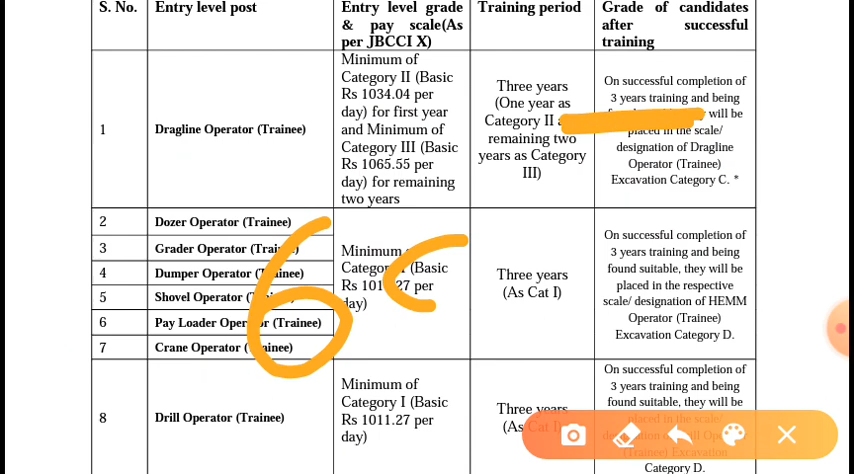 S. No.
Entry level post
Entry level grade
& pay scale(As
per JBCCI X)
Training period
Grade of candidates
after successful
training
1
Dragline Operator (Trainee)
Minimum of
Category II (Basic
Rs 1034.04 per
day) for first year
and Minimum of
Category III (Basic
Rs 1065.55 per
day) for remaining
two years
Three years
(One year as
Category II
remaining two
years as Category
III)
On successful completion of
3 years training and being
will be
placed in the scale/
designation of Dragline
Operator (Trainee)
Excavation Category C. *
2
Dozer Operator (Trainee)
3
Grader Operator
4
Dumper Operator
5
Shovel Operator
6
Pay Loader Operator (Trainee)
7
Crane Operator
Minimum
Category (Basic
Rs per
day)
Three years
(As Cat I)
On successful completion of
3 years training and being
found suitable, they will be
placed in the respective
scale/ designation of HEMM
Operator (Trainee)
Excavation Category D.
6
8
Drill Operator (Trainee)
Minimum of
Category I (Basic
Rs 1011.27 per
day)
Three years
On successful completion of
3 years training and being
found suitable, they will be
placed in the scale/
Category D.